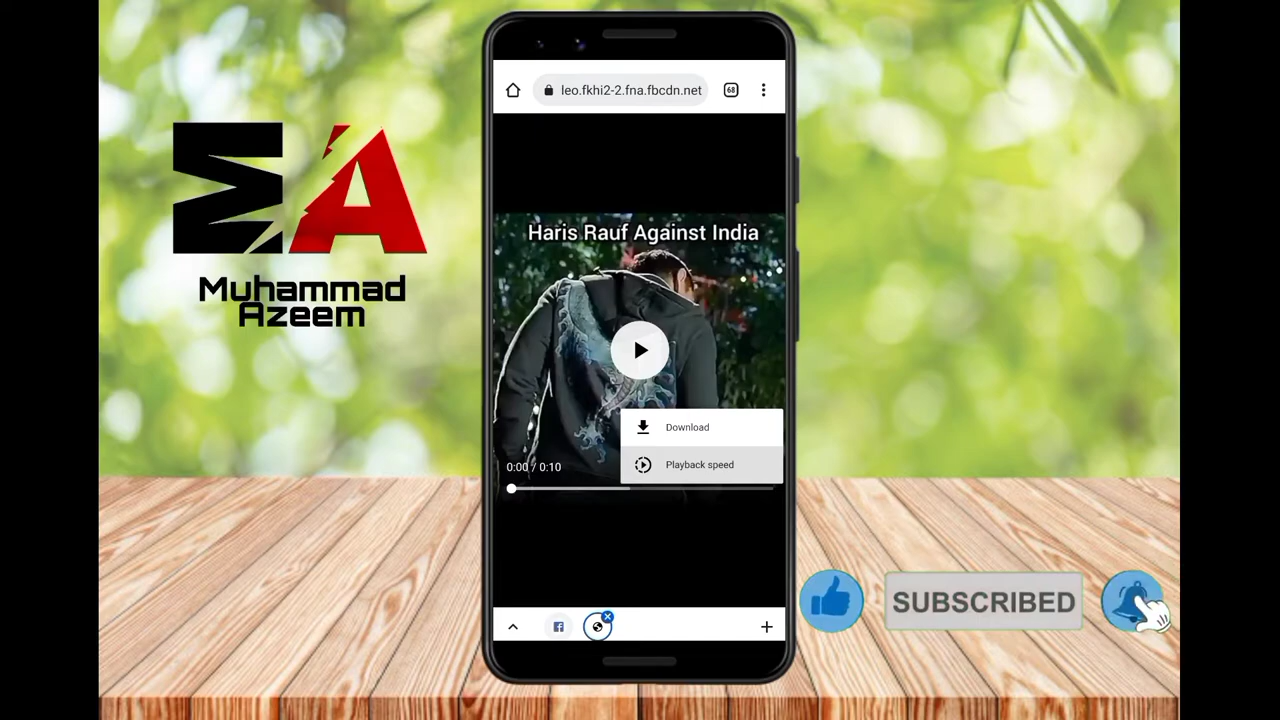 MA
Muhammad
Azeem
leo.fkhi2-2.fna.fbcdn.net
68
Haris Rauf Against India
Download
Playback speed
0:00 / 0:10
SUBSCRIBED